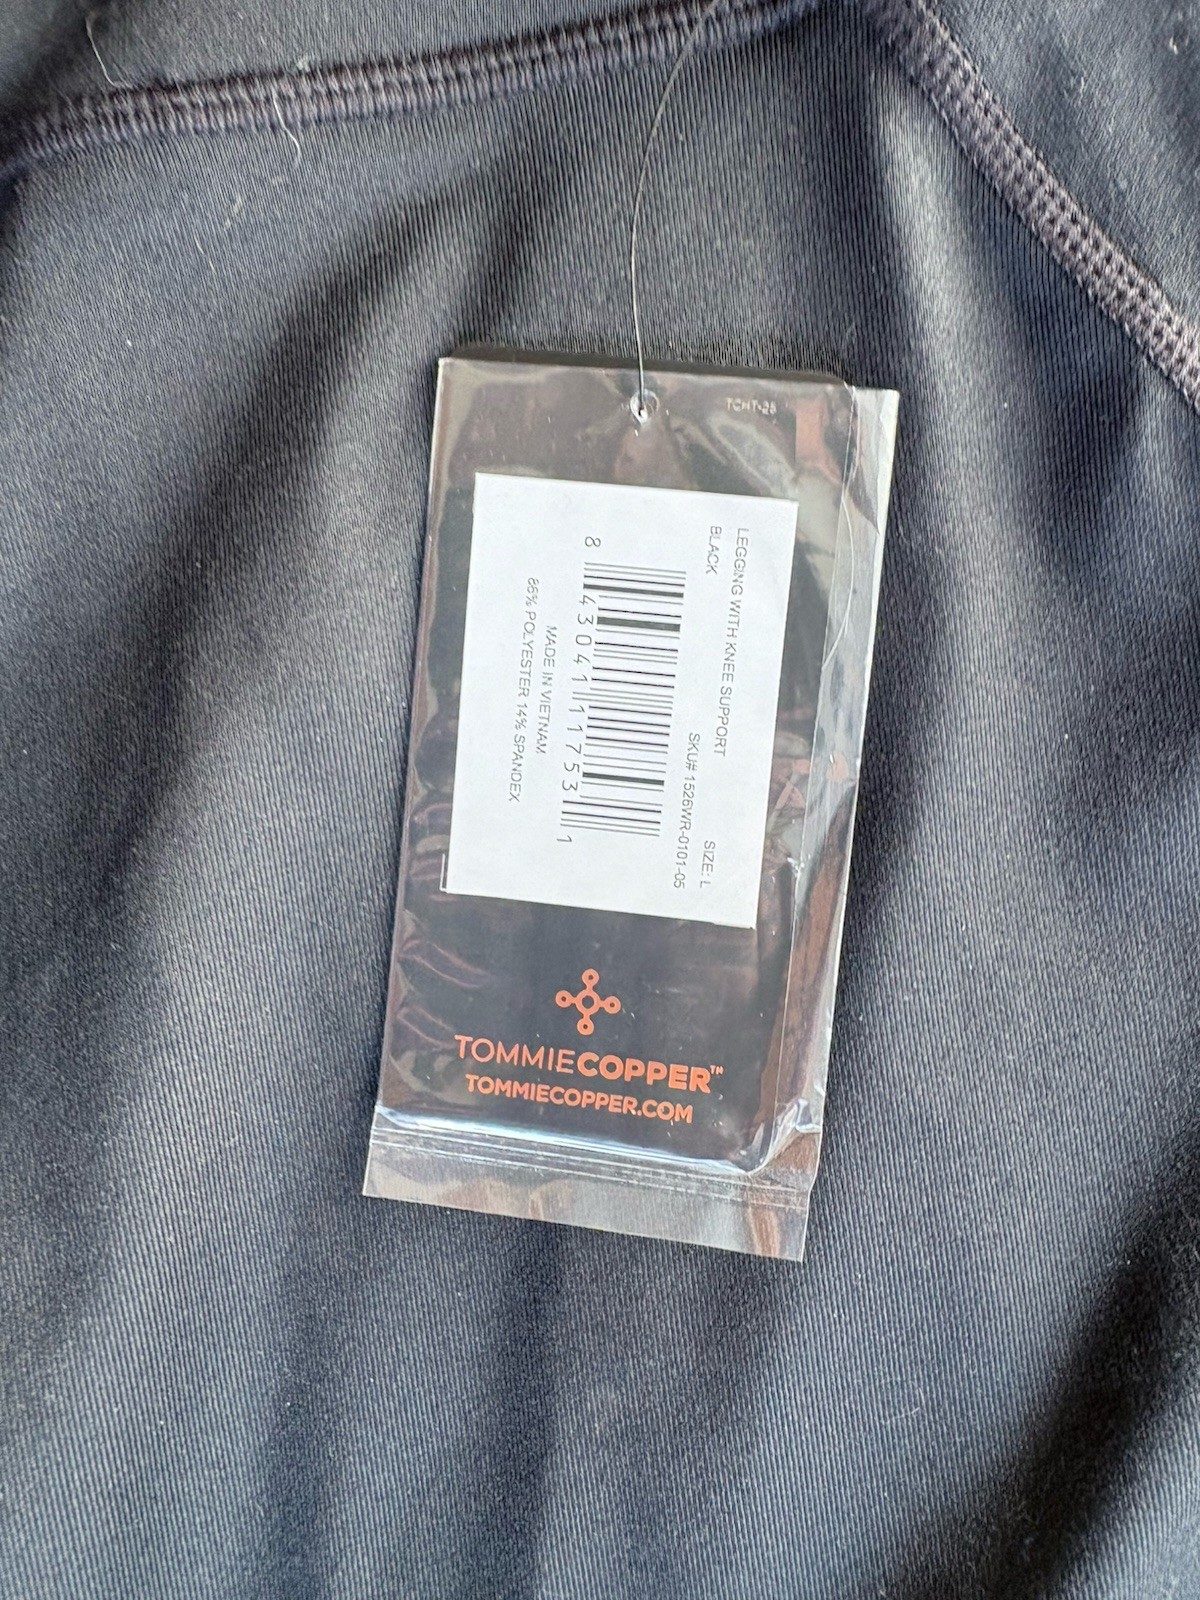 TCHT-25
LEGGING WITH KNEE SUPPORT
BLACK SIZE: L
SKU# 1526WR-0101-05
8 43041 11753 1
MADE IN VIETNAM
86% POLYESTER 14% SPANDEX
TOMMIECOPPER™
TOMMIECOPPER.COM